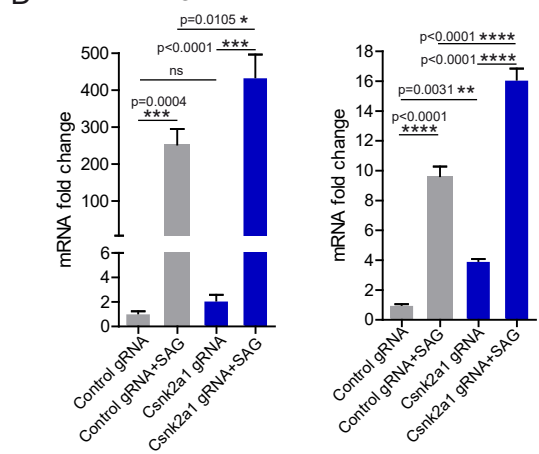 p=0.0105 *
p<0.0001 ***
ns
p=0.0004
***
mRNA fold change
500
400
300
200
100
6
4
2
0
Control gRNA
Control gRNA+SAG
Csnk2a1 gRNA
Csnk2a1 gRNA+SAG
p<0.0001 ****
p<0.0001 ****
p=0.0031 **
p<0.0001
****
mRNA fold change
18
16
14
12
10
8
6
4
2
0
Control gRNA
Control gRNA+SAG
Csnk2a1 gRNA
Csnk2a1 gRNA+SAG